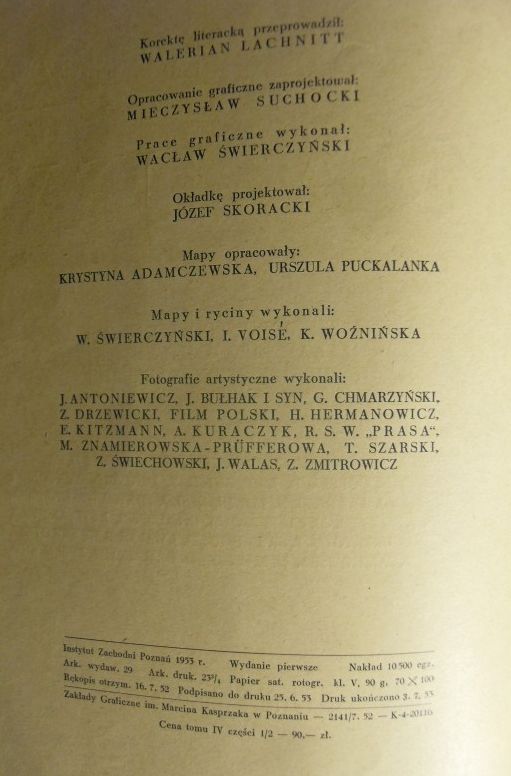 Korektę literacką przeprowadził:
WALERIAN LACHNITT
Opracowanie graficzne zaprojektował:
MIECZYSŁAW SUCHOCKI
Prace graficzne wykonał:
WACŁAW ŚWIERCZYŃSKI
Okładkę projektował:
JÓZEF SKORACKI
Mapy opracowały:
KRYSTYNA ADAMCZEWSKA, URSZULA PUCKALANKA
Mapy i ryciny wykonali:
W. ŚWIERCZYŃSKI, I. VOISÉ, K. WOŹNIŃSKA
Fotografie artystyczne wykonali:
J. ANTONIEWICZ, J. BUŁHAK I SYN, G. CHMARZYŃSKI,
Z. DRZEWICKI, FILM POLSKI, H. HERMANOWICZ,
E. KITZMANN, A. KURACZYK, R. S. W. „PRASA“,
M. ZNAMIEROWSKA-PRÜFFEROWA, T. SZARSKI,
Z. ŚWIECHOWSKI, J. WALAS, Z. ZMITROWICZ
Instytut Zachodni Poznań 1953 r. Wydanie pierwsze Nakład 10 500 egz.
Ark. wydaw. 29 Ark. druk. 23³/₄ Papier sat. rotogr. kl. V, 90 g, 70 × 100
Rękopis otrzym. 16. 7. 52 Podpisano do druku 25. 6. 53 Druk ukończono 3. 7. 53
Zakłady Graficzne im. Marcina Kasprzaka w Poznaniu — 2141/7. 52 — K-4-20116
Cena tomu IV części 1/2 — 90,— zł.